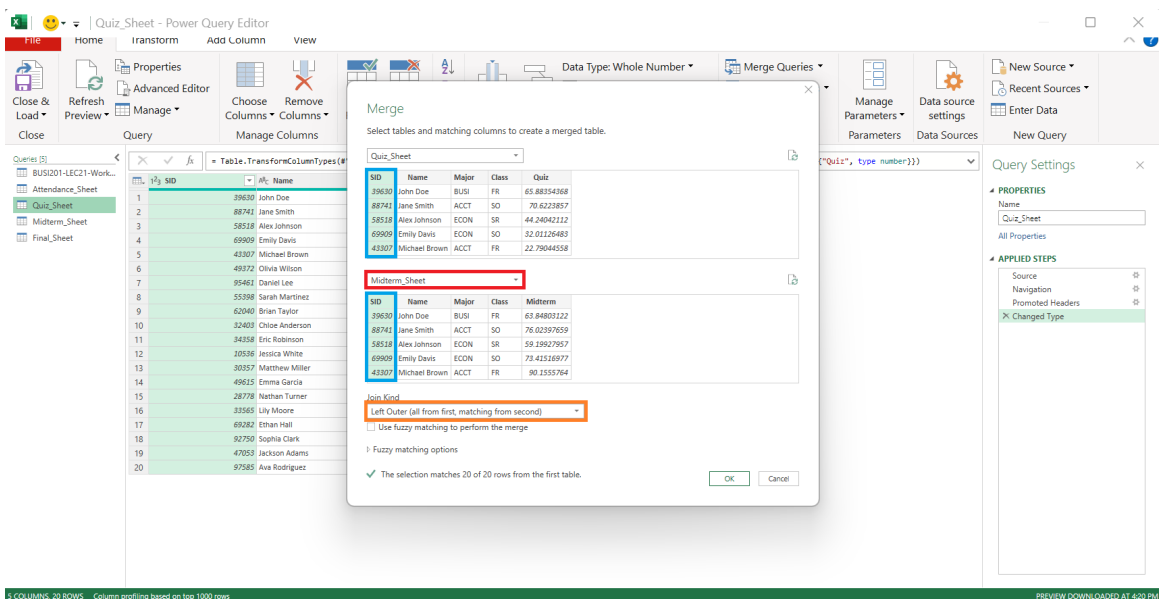 Quiz_Sheet - Power Query Editor
File Home Transform Add Column View
Close & Load
Refresh Preview
Properties
Advanced Editor
Manage
Choose Columns
Remove Columns
Data Type: Whole Number
Merge Queries
Manage Parameters
Data source settings
New Source
Recent Sources
Enter Data
Close Query Manage Columns Parameters Data Sources New Query
Queries [5]
BUSI201-LEC21-Work...
Attendance_Sheet
Quiz_Sheet
Midterm_Sheet
Final_Sheet
fx = Table.TransformColumnTypes(#" {"Quiz", type number}})
123 SID ABC Name
1 39630 John Doe
2 88741 Jane Smith
3 58518 Alex Johnson
4 69909 Emily Davis
5 43307 Michael Brown
6 49372 Olivia Wilson
7 95461 Daniel Lee
8 55398 Sarah Martinez
9 62040 Brian Taylor
10 32403 Chloe Anderson
11 34358 Eric Robinson
12 10536 Jessica White
13 30357 Matthew Miller
14 49615 Emma Garcia
15 28778 Nathan Turner
16 33565 Lily Moore
17 69282 Ethan Hall
18 92750 Sophia Clark
19 47053 Jackson Adams
20 97585 Ava Rodriguez
Merge
Select tables and matching columns to create a merged table.
Quiz_Sheet
SID Name Major Class Quiz
39630 John Doe BUSI FR 65.88354368
88741 Jane Smith ACCT SO 70.6223857
58518 Alex Johnson ECON SR 44.24042112
69909 Emily Davis ECON SO 32.01126483
43307 Michael Brown ACCT FR 22.79044558
Midterm_Sheet
SID Name Major Class Midterm
39630 John Doe BUSI FR 63.84803122
88741 Jane Smith ACCT SO 76.02397659
58518 Alex Johnson ECON SR 59.19927957
69909 Emily Davis ECON SO 73.41516977
43307 Michael Brown ACCT FR 90.1555764
Join Kind
Left Outer (all from first, matching from second)
Use fuzzy matching to perform the merge
Fuzzy matching options
The selection matches 20 of 20 rows from the first table.
OK Cancel
Query Settings
PROPERTIES
Name
Quiz_Sheet
All Properties
APPLIED STEPS
Source
Navigation
Promoted Headers
Changed Type
5 COLUMNS, 20 ROWS Column profiling based on top 1000 rows
PREVIEW DOWNLOADED AT 4:20 PM